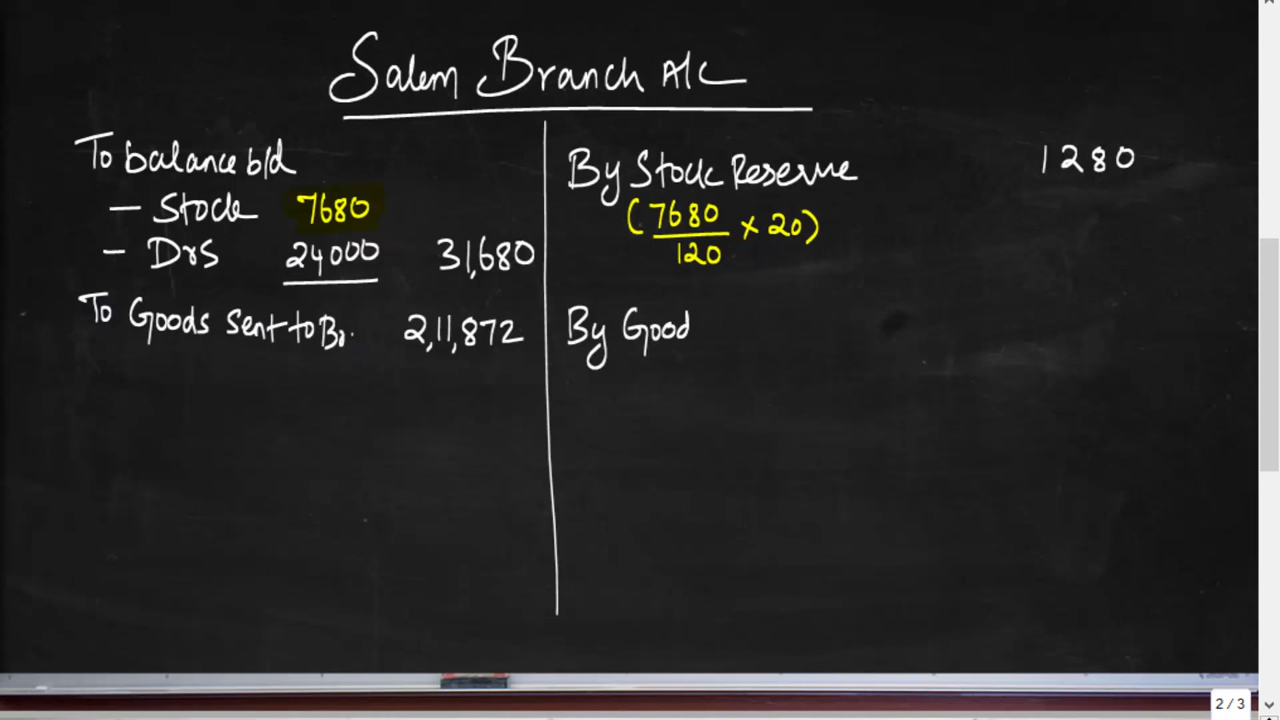 Salem Branch A/C
To balance b/d
— Stock 7680
— Drs 24000 31,680
To Goods Sent to Br. 2,11,872
By Stock Reserve 1280
(7680/120 × 20)
By Good
2 / 3